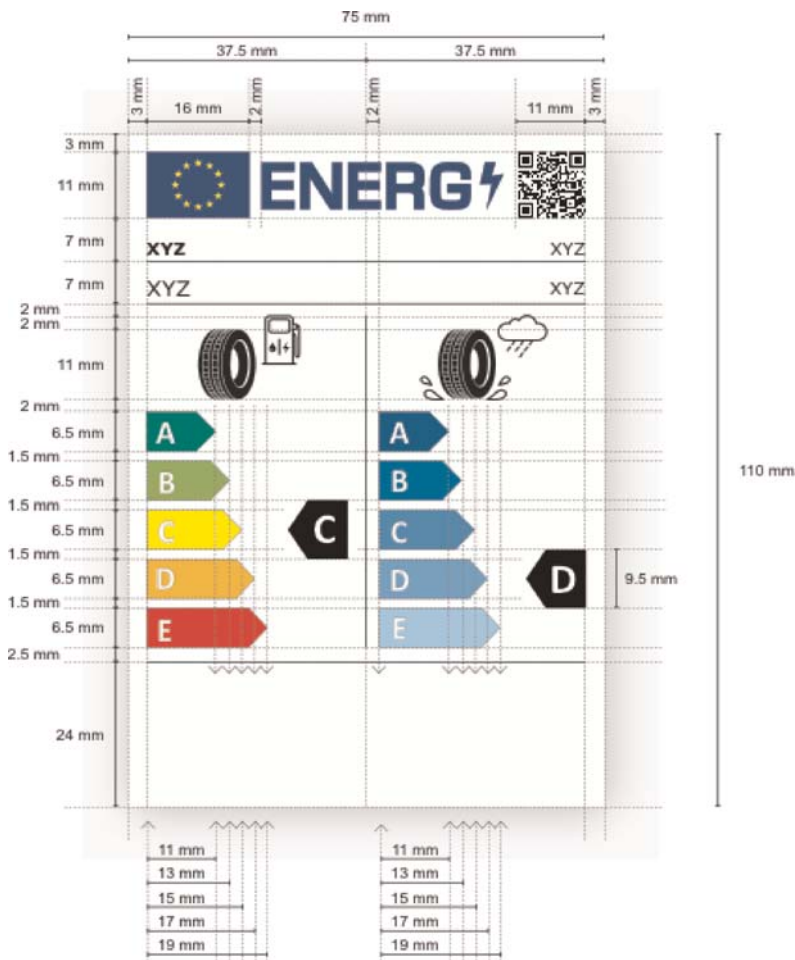 75 mm
37.5 mm 37.5 mm
3 mm 16 mm 2 mm 2 mm 11 mm 3 mm
3 mm
11 mm ENERG
7 mm XYZ XYZ
7 mm XYZ XYZ
2 mm
2 mm
11 mm
2 mm
6.5 mm A A
1.5 mm
6.5 mm B B 110 mm
1.5 mm
6.5 mm C C C
1.5 mm
6.5 mm D D D 9.5 mm
1.5 mm
6.5 mm E E
2.5 mm
24 mm
11 mm 11 mm
13 mm 13 mm
15 mm 15 mm
17 mm 17 mm
19 mm 19 mm